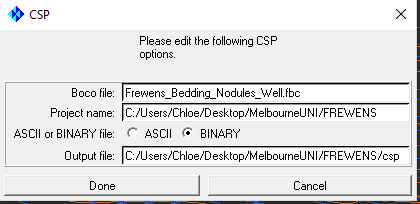 CSP
Please edit the following CSP
options.
Boco file: Frewens_Bedding_Nodules_Well.fbc
Project name: C:/Users/Chloe/Desktop/MelbourneUNI/FREWENS
ASCII or BINARY file: ASCII BINARY
Output file: C:/Users/Chloe/Desktop/MelbourneUNI/FREWENS/csp
Done Cancel